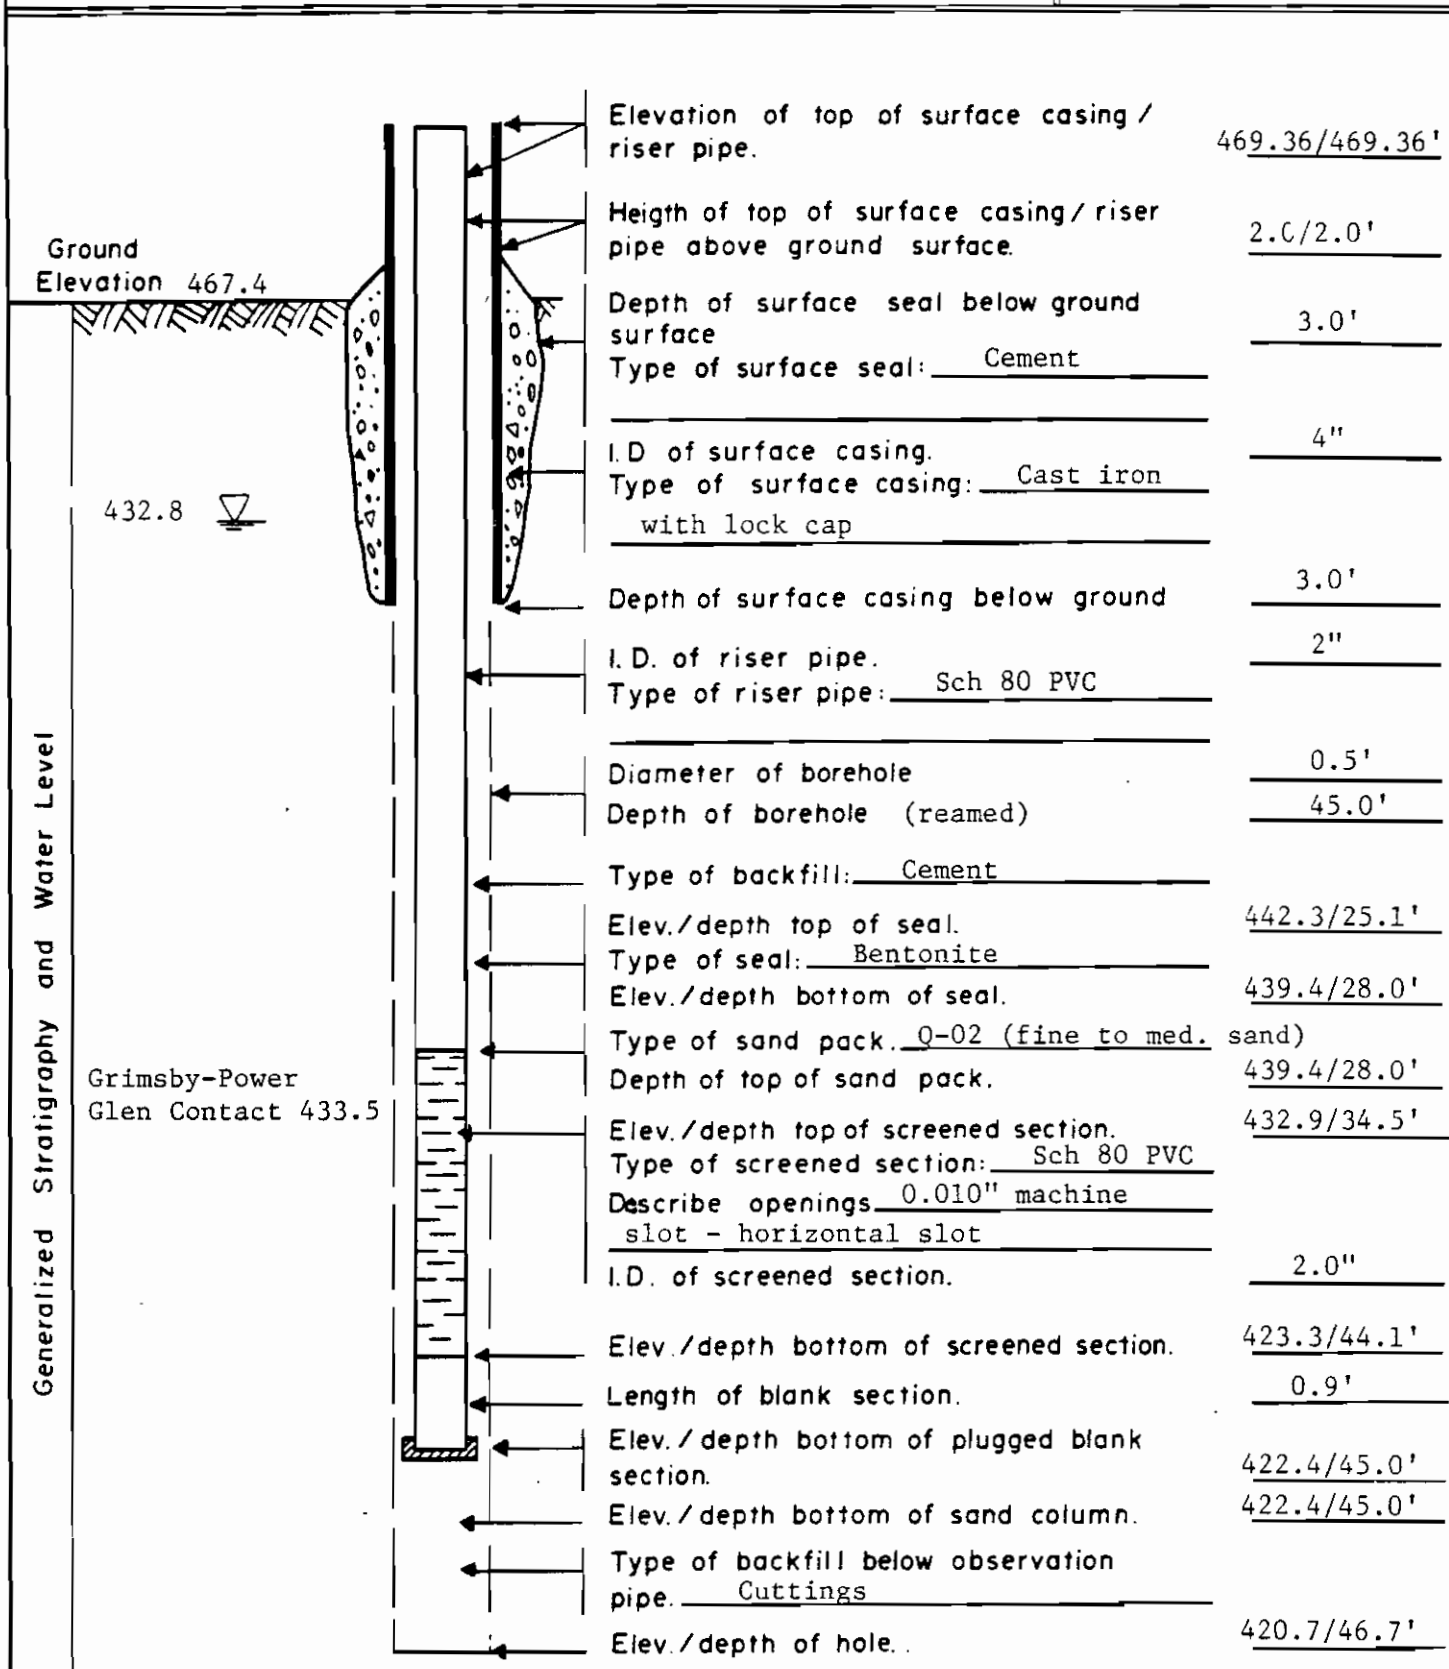 Elevation of top of surface casing /
riser pipe. 469.36/469.36'
Heigth of top of surface casing / riser
pipe above ground surface. 2.0/2.0'
Ground
Elevation 467.4
Depth of surface seal below ground
surface 3.0'
Type of surface seal: Cement
I.D of surface casing. 4"
Type of surface casing: Cast iron
with lock cap
432.8
Depth of surface casing below ground 3.0'
I.D. of riser pipe. 2"
Type of riser pipe: Sch 80 PVC
Diameter of borehole 0.5'
Depth of borehole (reamed) 45.0'
Type of backfill: Cement
Elev./depth top of seal. 442.3/25.1'
Type of seal: Bentonite
Elev./depth bottom of seal. 439.4/28.0'
Type of sand pack. Q-02 (fine to med. sand)
Depth of top of sand pack. 439.4/28.0'
Grimsby-Power
Glen Contact 433.5
Elev./depth top of screened section. 432.9/34.5'
Type of screened section: Sch 80 PVC
Describe openings 0.010" machine
slot - horizontal slot
I.D. of screened section. 2.0"
Elev./depth bottom of screened section. 423.3/44.1'
Length of blank section. 0.9'
Elev./depth bottom of plugged blank
section. 422.4/45.0'
Elev./depth bottom of sand column. 422.4/45.0'
Type of backfill below observation
pipe. Cuttings
Elev./depth of hole.. 420.7/46.7'
Generalized Stratigraphy and Water Level